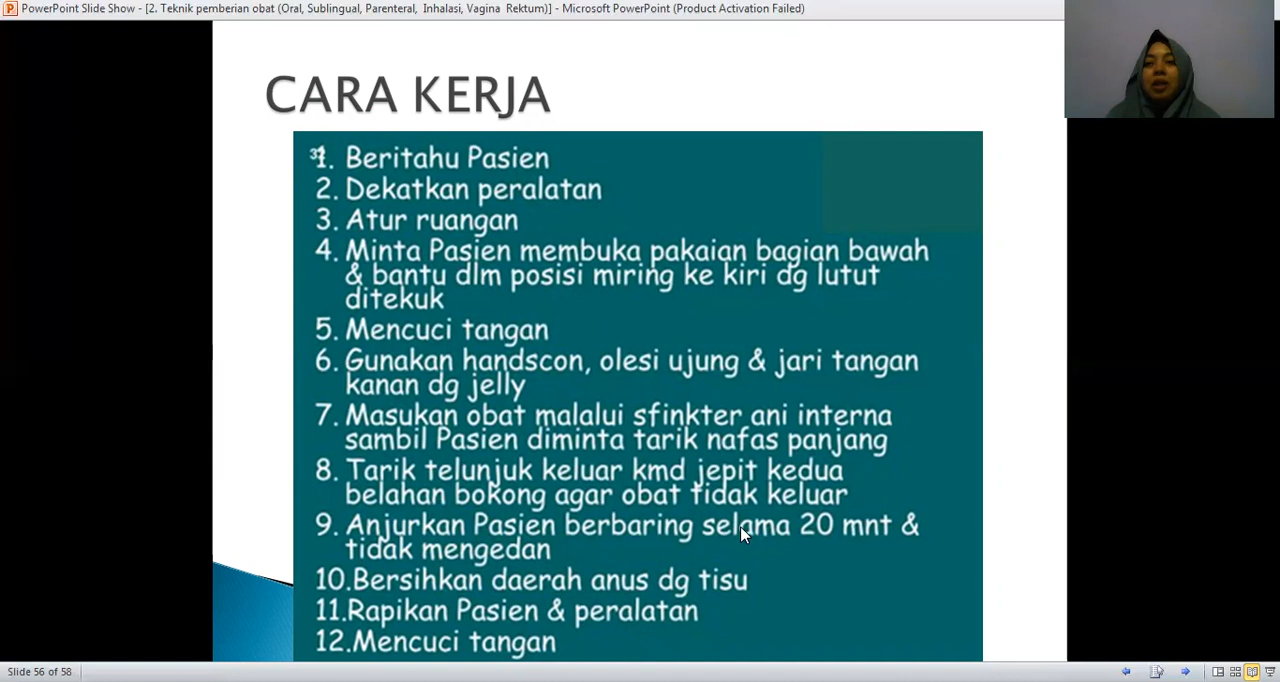 PowerPoint Slide Show - [2. Teknik pemberian obat (Oral, Sublingual, Parenteral, Inhalasi, Vagina Rektum)] - Microsoft PowerPoint (Product Activation Failed)
CARA KERJA
1. Beritahu Pasien
2. Dekatkan peralatan
3. Atur ruangan
4. Minta Pasien membuka pakaian bagian bawah
& bantu dlm posisi miring ke kiri dg lutut
ditekuk
5. Mencuci tangan
6. Gunakan handscon, olesi ujung & jari tangan
kanan dg jelly
7. Masukan obat malalui sfinkter ani interna
sambil Pasien diminta tarik nafas panjang
8. Tarik telunjuk keluar kmd jepit kedua
belahan bokong agar obat tidak keluar
9. Anjurkan Pasien berbaring selama 20 mnt &
tidak mengedan
10.Bersihkan daerah anus dg tisu
11.Rapikan Pasien & peralatan
12.Mencuci tangan
Slide 56 of 58